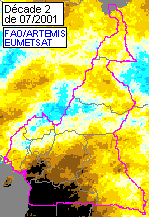 Décade 2
de 07/2001
FAO/ARTEMIS
EUMETSAT